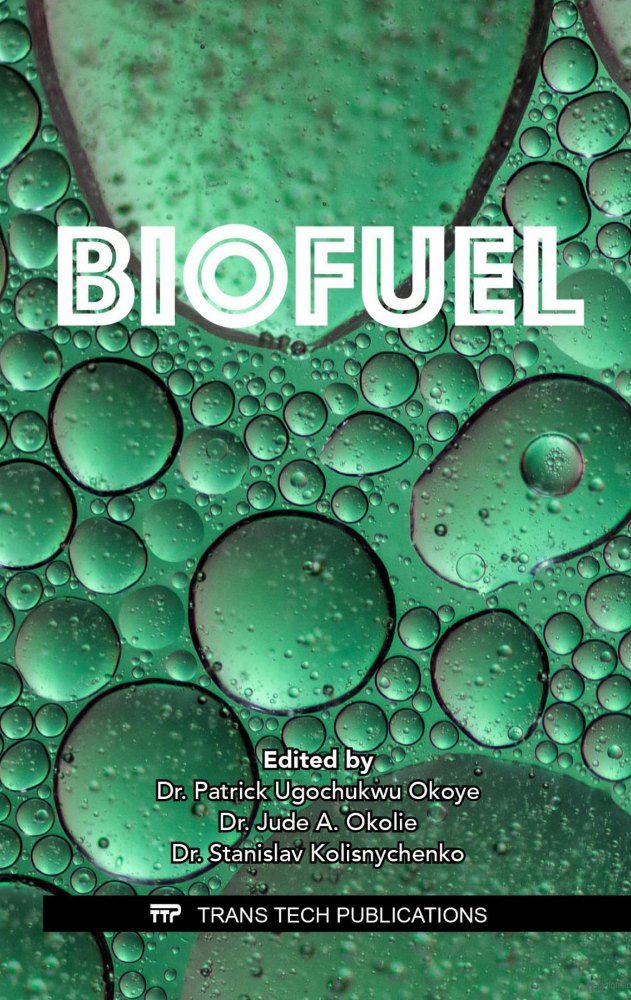 BIOFUEL
Edited by
Dr. Patrick Ugochukwu Okoye
Dr. Jude A. Okolie
Dr. Stanislav Kolisnychenko
TTP TRANS TECH PUBLICATIONS